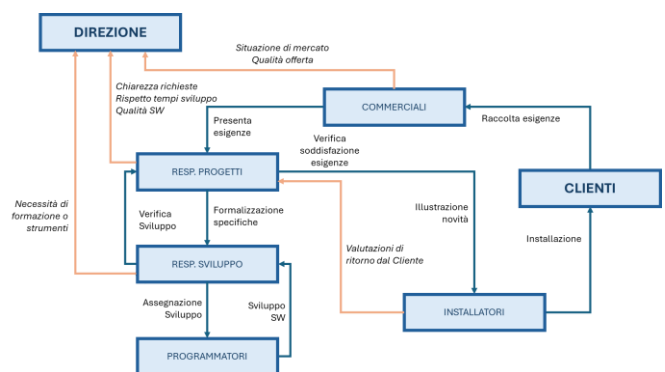 DIREZIONE
Situazione di mercato
Qualità offerta
Chiarezza richieste
Rispetto tempi sviluppo
Qualità SW
COMMERCIALI
Presenta
esigenze
Verifica
soddisfazione
esigenze
Raccolta esigenze
RESP. PROGETTI
CLIENTI
Necessità di
formazione o
strumenti
Verifica
Sviluppo
Formalizzazione
specifiche
Illustrazione
novità
Installazione
Valutazioni di
ritorno dal Cliente
RESP. SVILUPPO
Assegnazione
Sviluppo
Sviluppo
SW
INSTALLATORI
PROGRAMMATORI